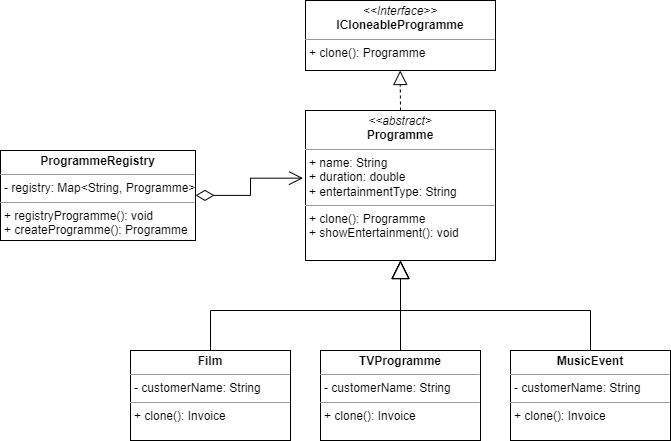 <<Interface>>
ICloneableProgramme
+ clone(): Programme
<<abstract>
Programme
+ name: String
+ duration: double
+ entertainmentType: String
+ clone(): Programme
+ showEntertainment(): void
ProgrammeRegistry
- registry: Map<String, Programme>
+ registryProgramme(): void
+ createProgramme(): Programme
Film
- customerName: String
+ clone(): Invoice
TVProgramme
- customerName: String
+ clone(): Invoice
MusicEvent
- customerName: String
+ clone(): Invoice